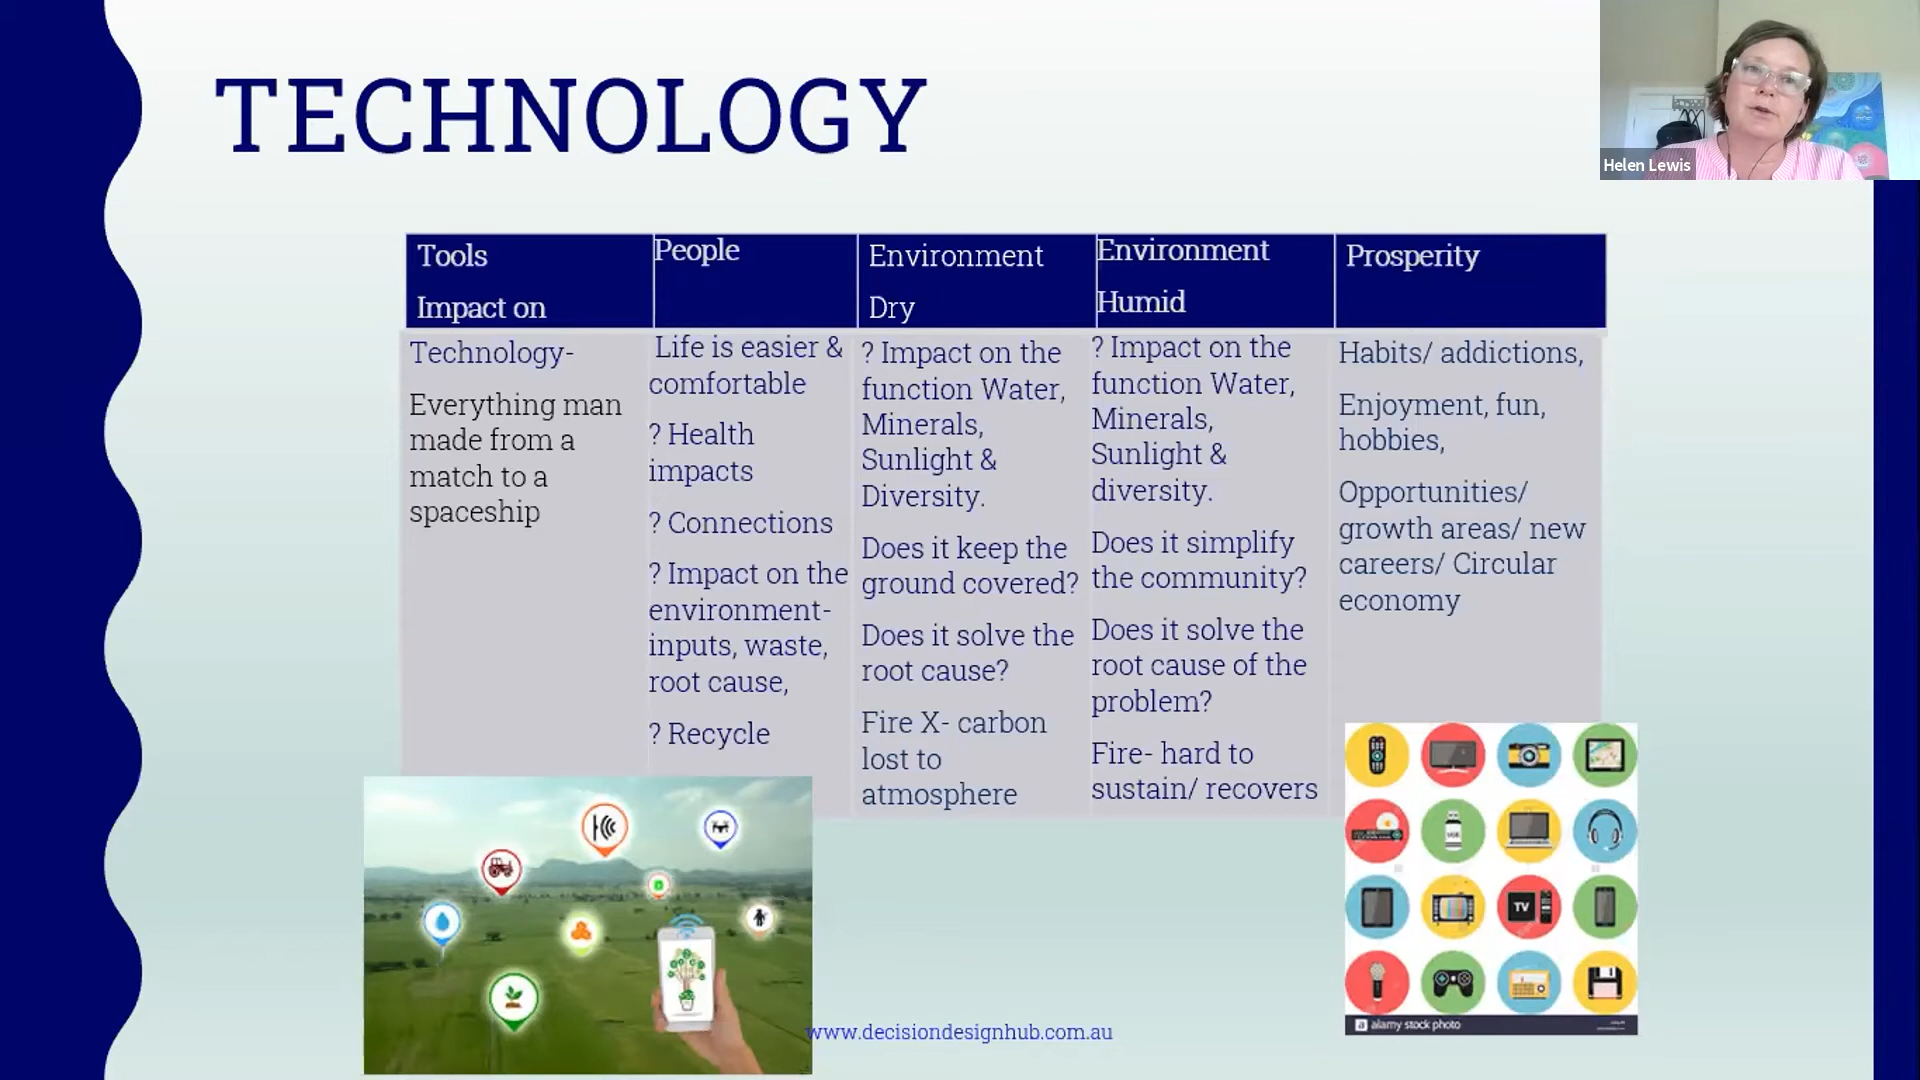 TECHNOLOGY
Helen Lewis
Tools
Impact on
People
Environment
Dry
Environment
Humid
Prosperity
Technology-
Everything man
made from a
match to a
spaceship
Life is easier &
comfortable
? Health
impacts
? Connections
? Impact on the
environment-
inputs, waste,
root cause,
? Recycle
? Impact on the
function Water,
Minerals,
Sunlight &
Diversity.
Does it keep the
ground covered?
Does it solve the
root cause?
Fire X- carbon
lost to
atmosphere
? Impact on the
function Water,
Minerals,
Sunlight &
diversity.
Does it simplify
the community?
Does it solve the
root cause of the
problem?
Fire- hard to
sustain/ recovers
Habits/ addictions,
Enjoyment, fun,
hobbies,
Opportunities/
growth areas/ new
careers/ Circular
economy
USB
TV
a alamy stock photo
www.decisiondesignhub.com.au